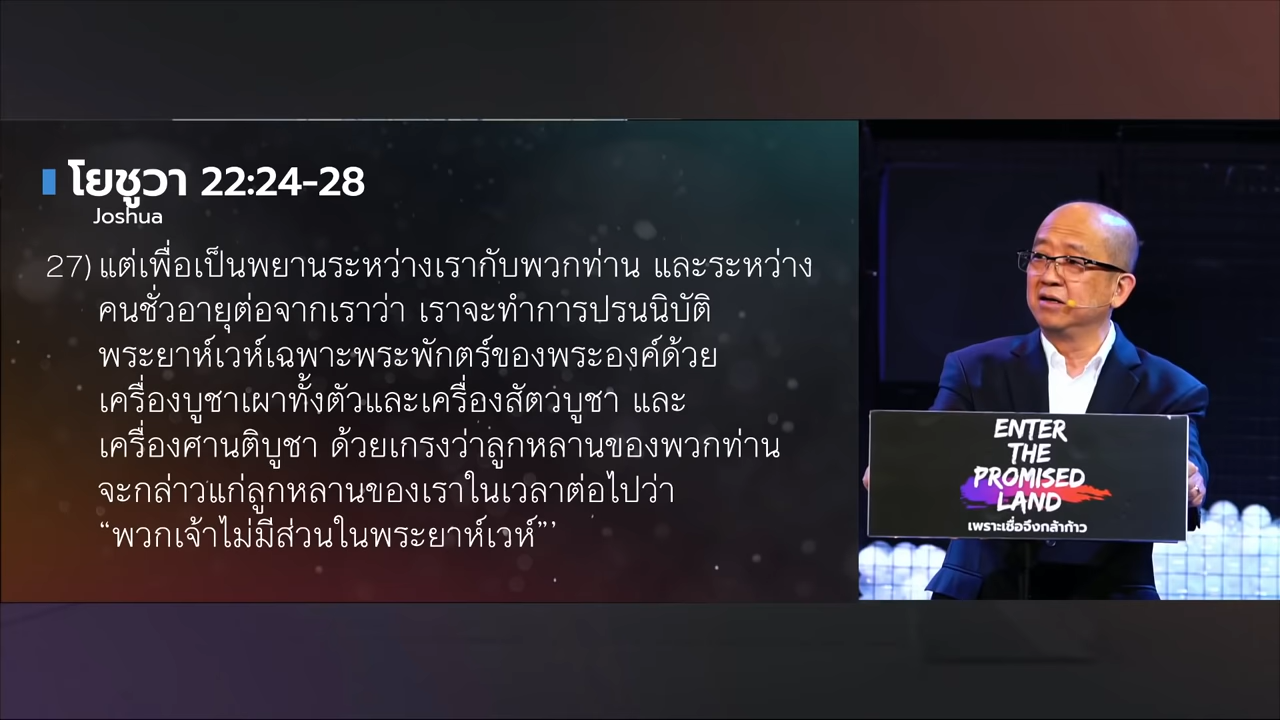 โยชูวา 22:24-28
Joshua
27) แต่เพื่อเป็นพยานระหว่างเรากับพวกท่าน และระหว่าง
คนชั่วอายุต่อจากเราว่า เราจะทำการปรนนิบัติ
พระยาห์เวห์เฉพาะพระพักตร์ของพระองค์ด้วย
เครื่องบูชาเผาทั้งตัวและเครื่องสัตวบูชา และ
เครื่องศานติบูชา ด้วยเกรงว่าลูกหลานของพวกท่าน
จะกล่าวแก่ลูกหลานของเราในเวลาต่อไปว่า
“พวกเจ้าไม่มีส่วนในพระยาห์เวห์”’
ENTER
THE
PROMISED
LAND
เพราะเชื่อจึงกล้าก้าว